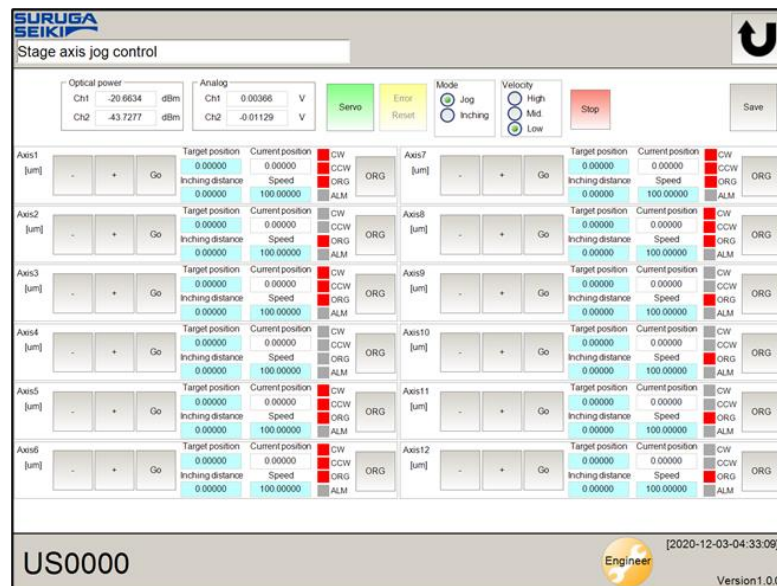 SURUGA
SEIKI
Stage axis jog control
Optical power
Ch1 -20.6634 dBm
Ch2 -43.7277 dBm
Analog
Ch1 0.00366 V
Ch2 -0.01129 V
Servo
Error
Reset
Mode
Jog
Inching
Velocity
High
Mid.
Low
Stop
Save
Axis1
[um]
- + Go
Target position Current position
0.00000 0.00000
Inching distance Speed
0.00000 100.00000
CW
CCW
ORG
ALM
ORG
Axis7
[um]
- + Go
Target position Current position
0.00000 0.00000
Inching distance Speed
0.00000 100.00000
CW
CCW
ORG
ALM
ORG
Axis2
[um]
- + Go
Target position Current position
0.00000 0.00000
Inching distance Speed
0.00000 100.00000
CW
CCW
ORG
ALM
ORG
Axis8
[um]
- + Go
Target position Current position
0.00000 0.00000
Inching distance Speed
0.00000 100.00000
CW
CCW
ORG
ALM
ORG
Axis3
[um]
- + Go
Target position Current position
0.00000 0.00000
Inching distance Speed
0.00000 100.00000
CW
CCW
ORG
ALM
ORG
Axis9
[um]
- + Go
Target position Current position
0.00000 0.00000
Inching distance Speed
0.00000 100.00000
CW
CCW
ORG
ALM
ORG
Axis4
[um]
- + Go
Target position Current position
0.00000 0.00000
Inching distance Speed
0.00000 100.00000
CW
CCW
ORG
ALM
ORG
Axis10
[um]
- + Go
Target position Current position
0.00000 0.00000
Inching distance Speed
0.00000 100.00000
CW
CCW
ORG
ALM
ORG
Axis5
[um]
- + Go
Target position Current position
0.00000 0.00000
Inching distance Speed
0.00000 100.00000
CW
CCW
ORG
ALM
ORG
Axis11
[um]
- + Go
Target position Current position
0.00000 0.00000
Inching distance Speed
0.00000 100.00000
CW
CCW
ORG
ALM
ORG
Axis6
[um]
- + Go
Target position Current position
0.00000 0.00000
Inching distance Speed
0.00000 100.00000
CW
CCW
ORG
ALM
ORG
Axis12
[um]
- + Go
Target position Current position
0.00000 0.00000
Inching distance Speed
0.00000 100.00000
CW
CCW
ORG
ALM
ORG
US0000
Engineer
[2020-12-03-04:33:09]
Version1.0.0